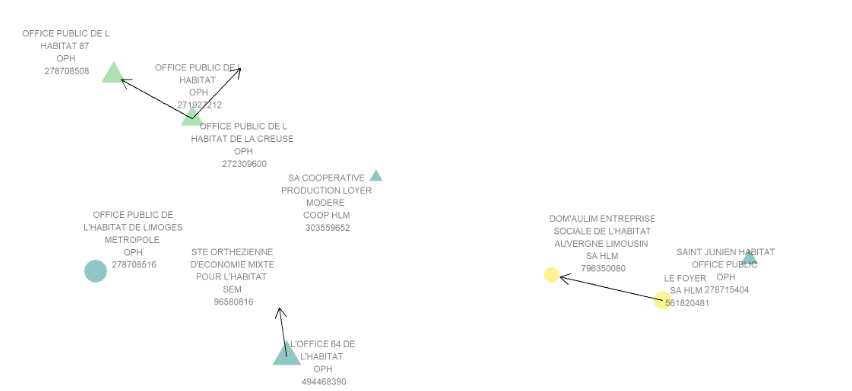 OFFICE PUBLIC DE L
HABITAT 87
OPH
278708508
OFFICE PUBLIC DE L
HABITAT
OPH
271927212
OFFICE PUBLIC DE L
HABITAT DE LA CREUSE
OPH
272309600
SA COOPERATIVE
PRODUCTION LOYER
MODERE
COOP HLM
303559652
OFFICE PUBLIC DE
L'HABITAT DE LIMOGES
METROPOLE
OPH
278708516
STE ORTHEZIENNE
D'ECONOMIE MIXTE
POUR L'HABITAT
SEM
96580816
L'OFFICE 64 DE
L'HABITAT
OPH
494468390
DOM'AULIM ENTREPRISE
SOCIALE DE L'HABITAT
AUVERGNE LIMOUSIN
SA HLM
796350080
SAINT JUNIEN HABITAT
OFFICE PUBLIC
OPH
278715404
LE FOYER
SA HLM
561820481